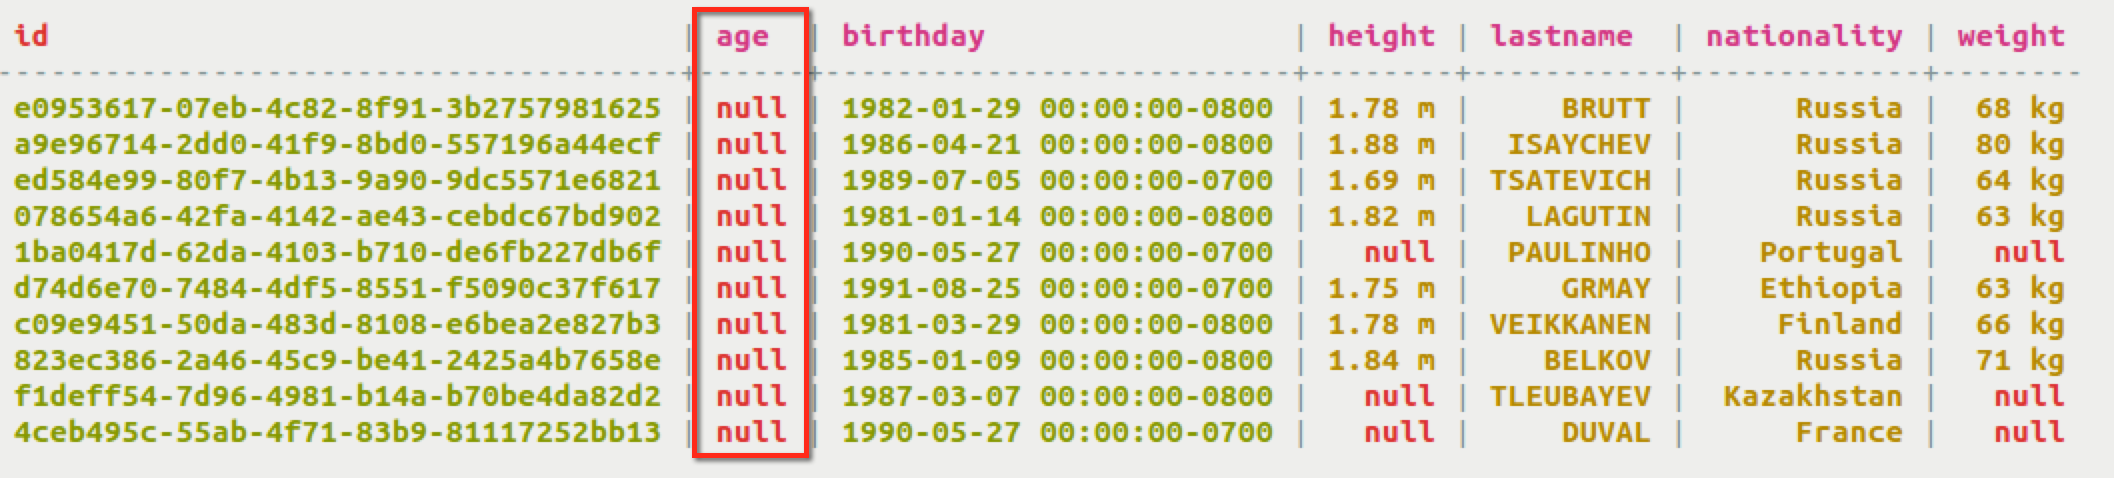 id | age | birthday | height | lastname | nationality | weight
--------------------------------------+------+--------------------------+--------+-----------+-------------+--------
e0953617-07eb-4c82-8f91-3b2757981625 | null | 1982-01-29 00:00:00-0800 | 1.78 m | BRUTT | Russia | 68 kg
a9e96714-2dd0-41f9-8bd0-557196a44ecf | null | 1986-04-21 00:00:00-0800 | 1.88 m | ISAYCHEV | Russia | 80 kg
ed584e99-80f7-4b13-9a90-9dc5571e6821 | null | 1989-07-05 00:00:00-0700 | 1.69 m | TSATEVICH | Russia | 64 kg
078654a6-42fa-4142-ae43-cebdc67bd902 | null | 1981-01-14 00:00:00-0800 | 1.82 m | LAGUTIN | Russia | 63 kg
1ba0417d-62da-4103-b710-de6fb227db6f | null | 1990-05-27 00:00:00-0700 | null | PAULINHO | Portugal | null
d74d6e70-7484-4df5-8551-f5090c37f617 | null | 1991-08-25 00:00:00-0700 | 1.75 m | GRMAY | Ethiopia | 63 kg
c09e9451-50da-483d-8108-e6bea2e827b3 | null | 1981-03-29 00:00:00-0800 | 1.78 m | VEIKKANEN | Finland | 66 kg
823ec386-2a46-45c9-be41-2425a4b7658e | null | 1985-01-09 00:00:00-0800 | 1.84 m | BELKOV | Russia | 71 kg
f1deff54-7d96-4981-b14a-b70be4da82d2 | null | 1987-03-07 00:00:00-0800 | null | TLEUBAYEV | Kazakhstan | null
4ceb495c-55ab-4f71-83b9-81117252bb13 | null | 1990-05-27 00:00:00-0700 | null | DUVAL | France | null